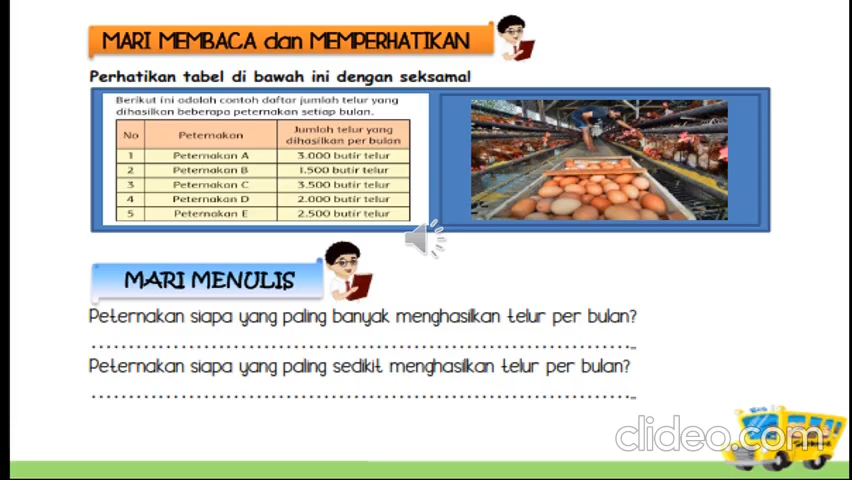 MARI MEMBACA dan MEMPERHATIKAN
Perhatikan tabel di bawah ini dengan seksama!
Berikut ini adalah contoh daftar jumlah telur yang
dihasilkan beberapa peternakan setiap bulan.
No Peternakan Jumlah telur yang dihasilkan per bulan
1 Peternakan A 3.000 butir telur
2 Peternakan B 1.500 butir telur
3 Peternakan C 3.500 butir telur
4 Peternakan D 2.000 butir telur
5 Peternakan E 2.500 butir telur
MARI MENULIS
Peternakan siapa yang paling banyak menghasilkan telur per bulan?
Peternakan siapa yang paling sedikit menghasilkan telur per bulan?
clideo.com